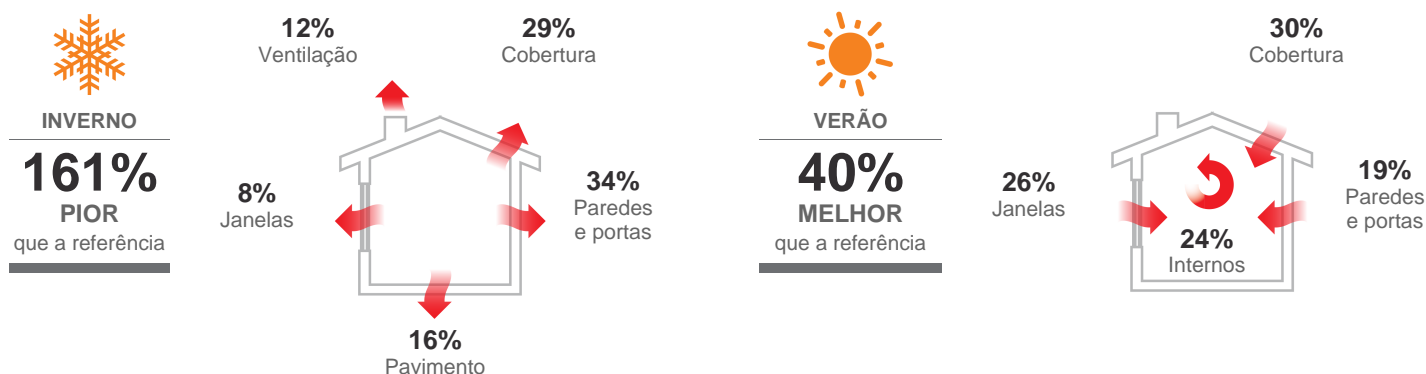 INVERNO
161%
PIOR
que a referência
12%
Ventilação
29%
Cobertura
8%
Janelas
34%
Paredes
e portas
16%
Pavimento
VERÃO
40%
MELHOR
que a referência
30%
Cobertura
26%
Janelas
19%
Paredes
e portas
24%
Internos